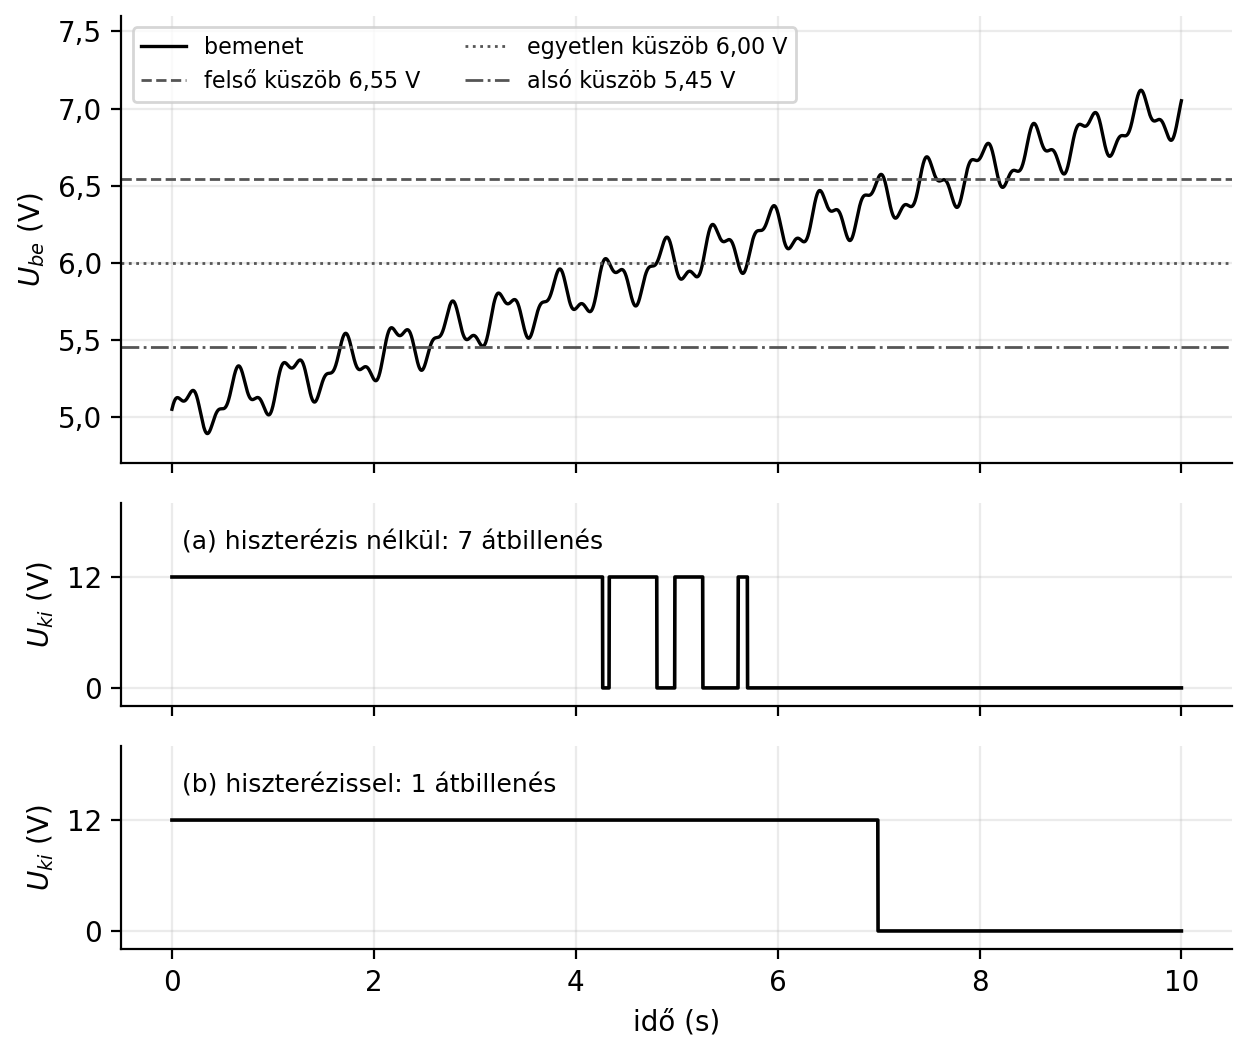 7,5
bemenet
egyetlen küszöb 6,00 V
felső küszöb 6,55 V
alsó küszöb 5,45 V
7,0
6,5
6,0
5,5
5,0
U_be (V)
(a) hiszterézis nélkül: 7 átbillenés
12
0
U_ki (V)
(b) hiszterézissel: 1 átbillenés
12
0
U_ki (V)
0 2 4 6 8 10
idő (s)